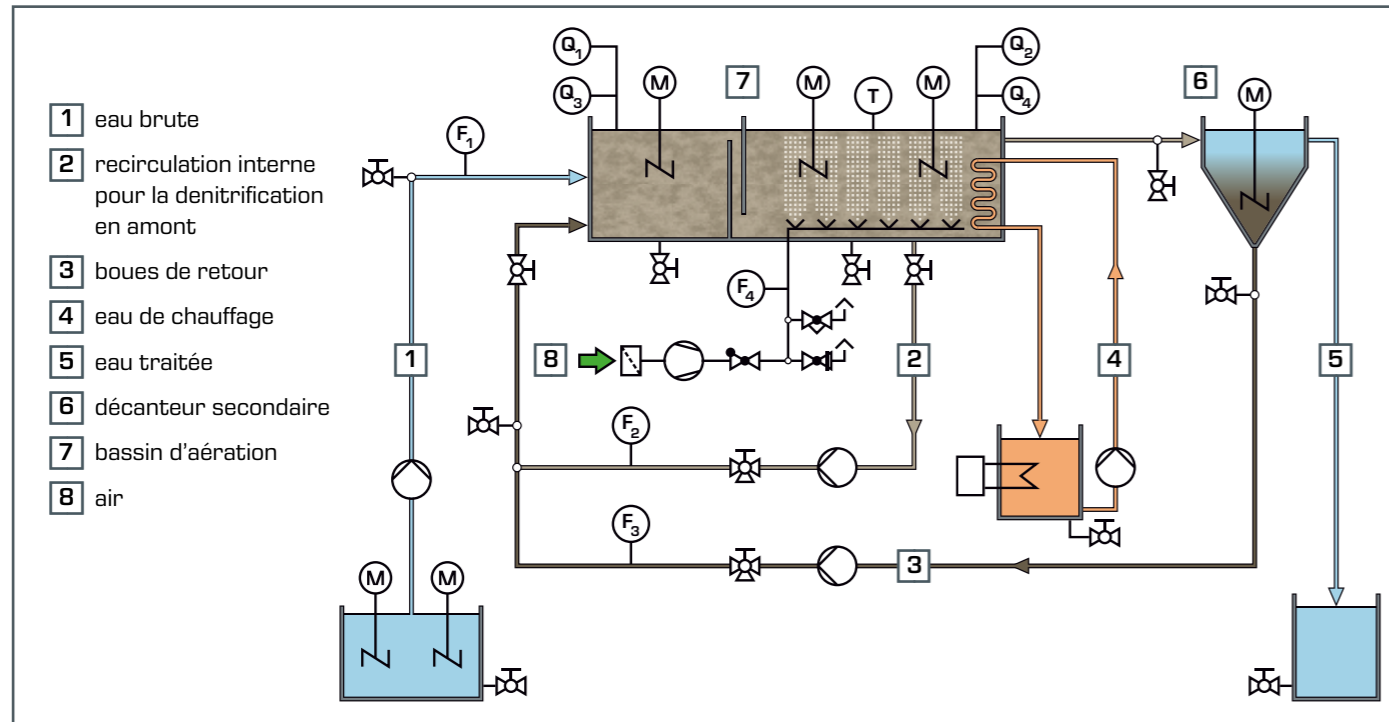 1 eau brute
2 recirculation interne
pour la denitrification
en amont
3 boues de retour
4 eau de chauffage
5 eau traitée
6 décanteur secondaire
7 bassin d'aération
8 air
Q1
Q2
Q3
M
7
M
T
M
Q4
6
M
F1
F4
8
1
2
4
5
F2
F3
3
M
M